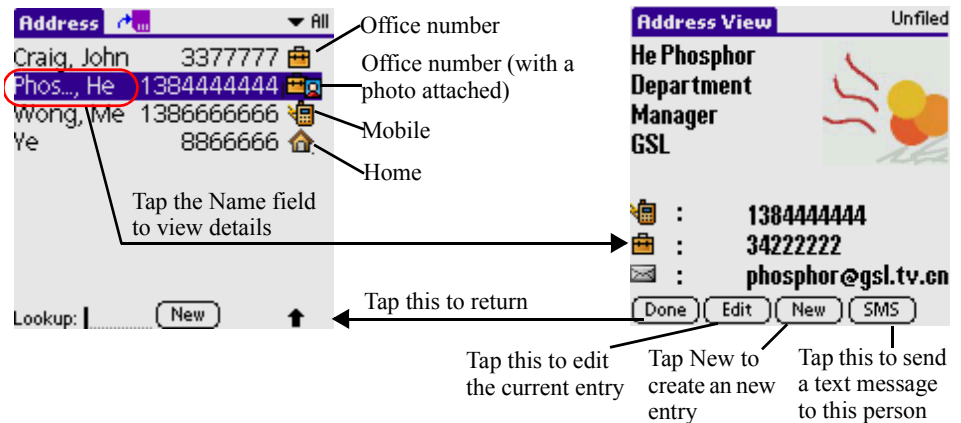 Address
All
Craig, John 3377777
Phos..., He 1384444444
Wong, Me 1386666666
Ye 8866666
Lookup:
New
Office number
Office number (with a
photo attached)
Mobile
Home
Tap the Name field
to view details
Tap this to return
Address View
Unfiled
He Phosphor
Department
Manager
GSL
: 1384444444
: 34222222
: phosphor@gsl.tv.cn
Done
Edit
New
SMS
Tap this to edit
the current entry
Tap New to
create an new
entry
Tap this to send
a text message
to this person